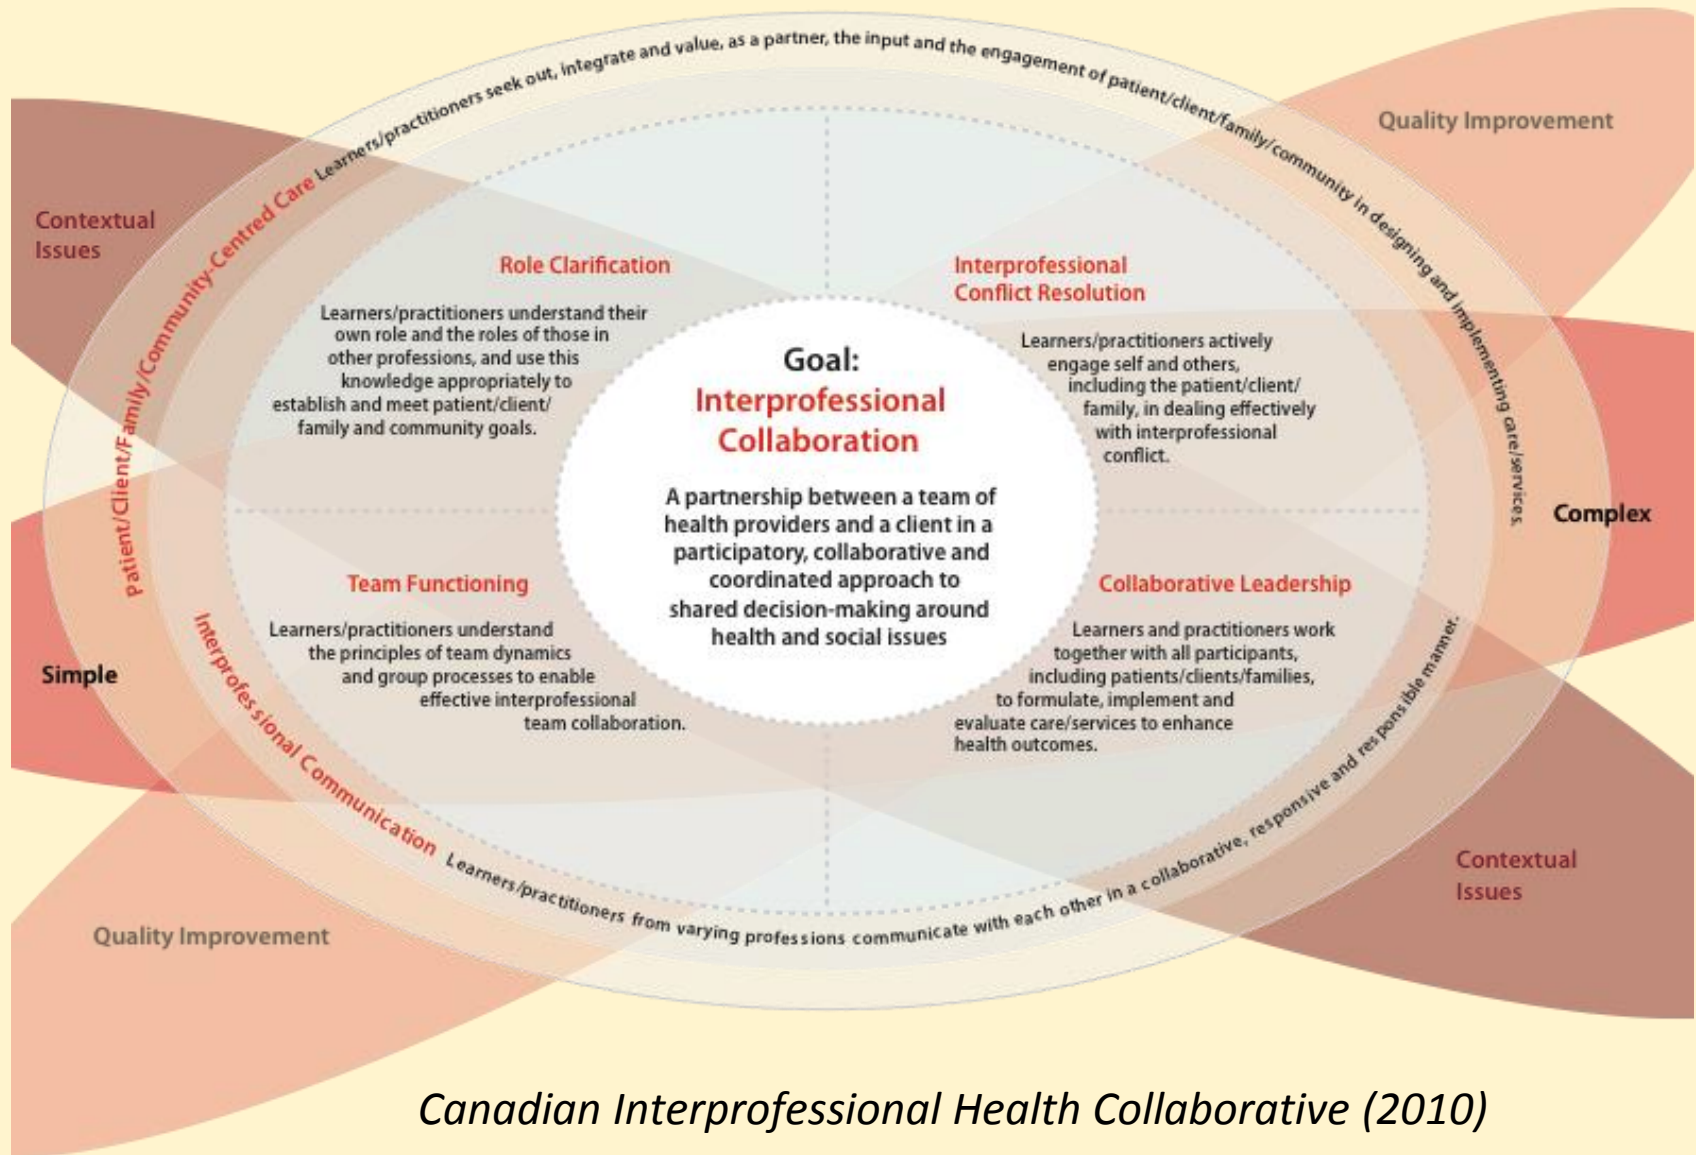 Patient/Client/Family/Community-Centred Care Learners/practitioners seek out, integrate and value, as a partner, the input and the engagement of patient/client/family/community in designing and implementing care/services.
Quality Improvement
Contextual
Issues
Role Clarification
Learners/practitioners understand their
own role and the roles of those in
other professions, and use this
knowledge appropriately to
establish and meet patient/client/
family and community goals.
Interprofessional
Conflict Resolution
Learners/practitioners actively
engage self and others,
including the patient/client/
family, in dealing effectively
with interprofessional
conflict.
Goal:
Interprofessional
Collaboration
A partnership between a team of
health providers and a client in a
participatory, collaborative and
coordinated approach to
shared decision-making around
health and social issues
Complex
Simple
Team Functioning
Learners/practitioners understand
the principles of team dynamics
and group processes to enable
effective interprofessional
team collaboration.
Collaborative Leadership
Learners and practitioners work
together with all participants,
including patients/clients/families,
to formulate, implement and
evaluate care/services to enhance
health outcomes.
Interprofessional Communication Learners/practitioners from varying professions communicate with each other in a collaborative, responsive and responsible manner.
Contextual
Issues
Quality Improvement
Canadian Interprofessional Health Collaborative (2010)